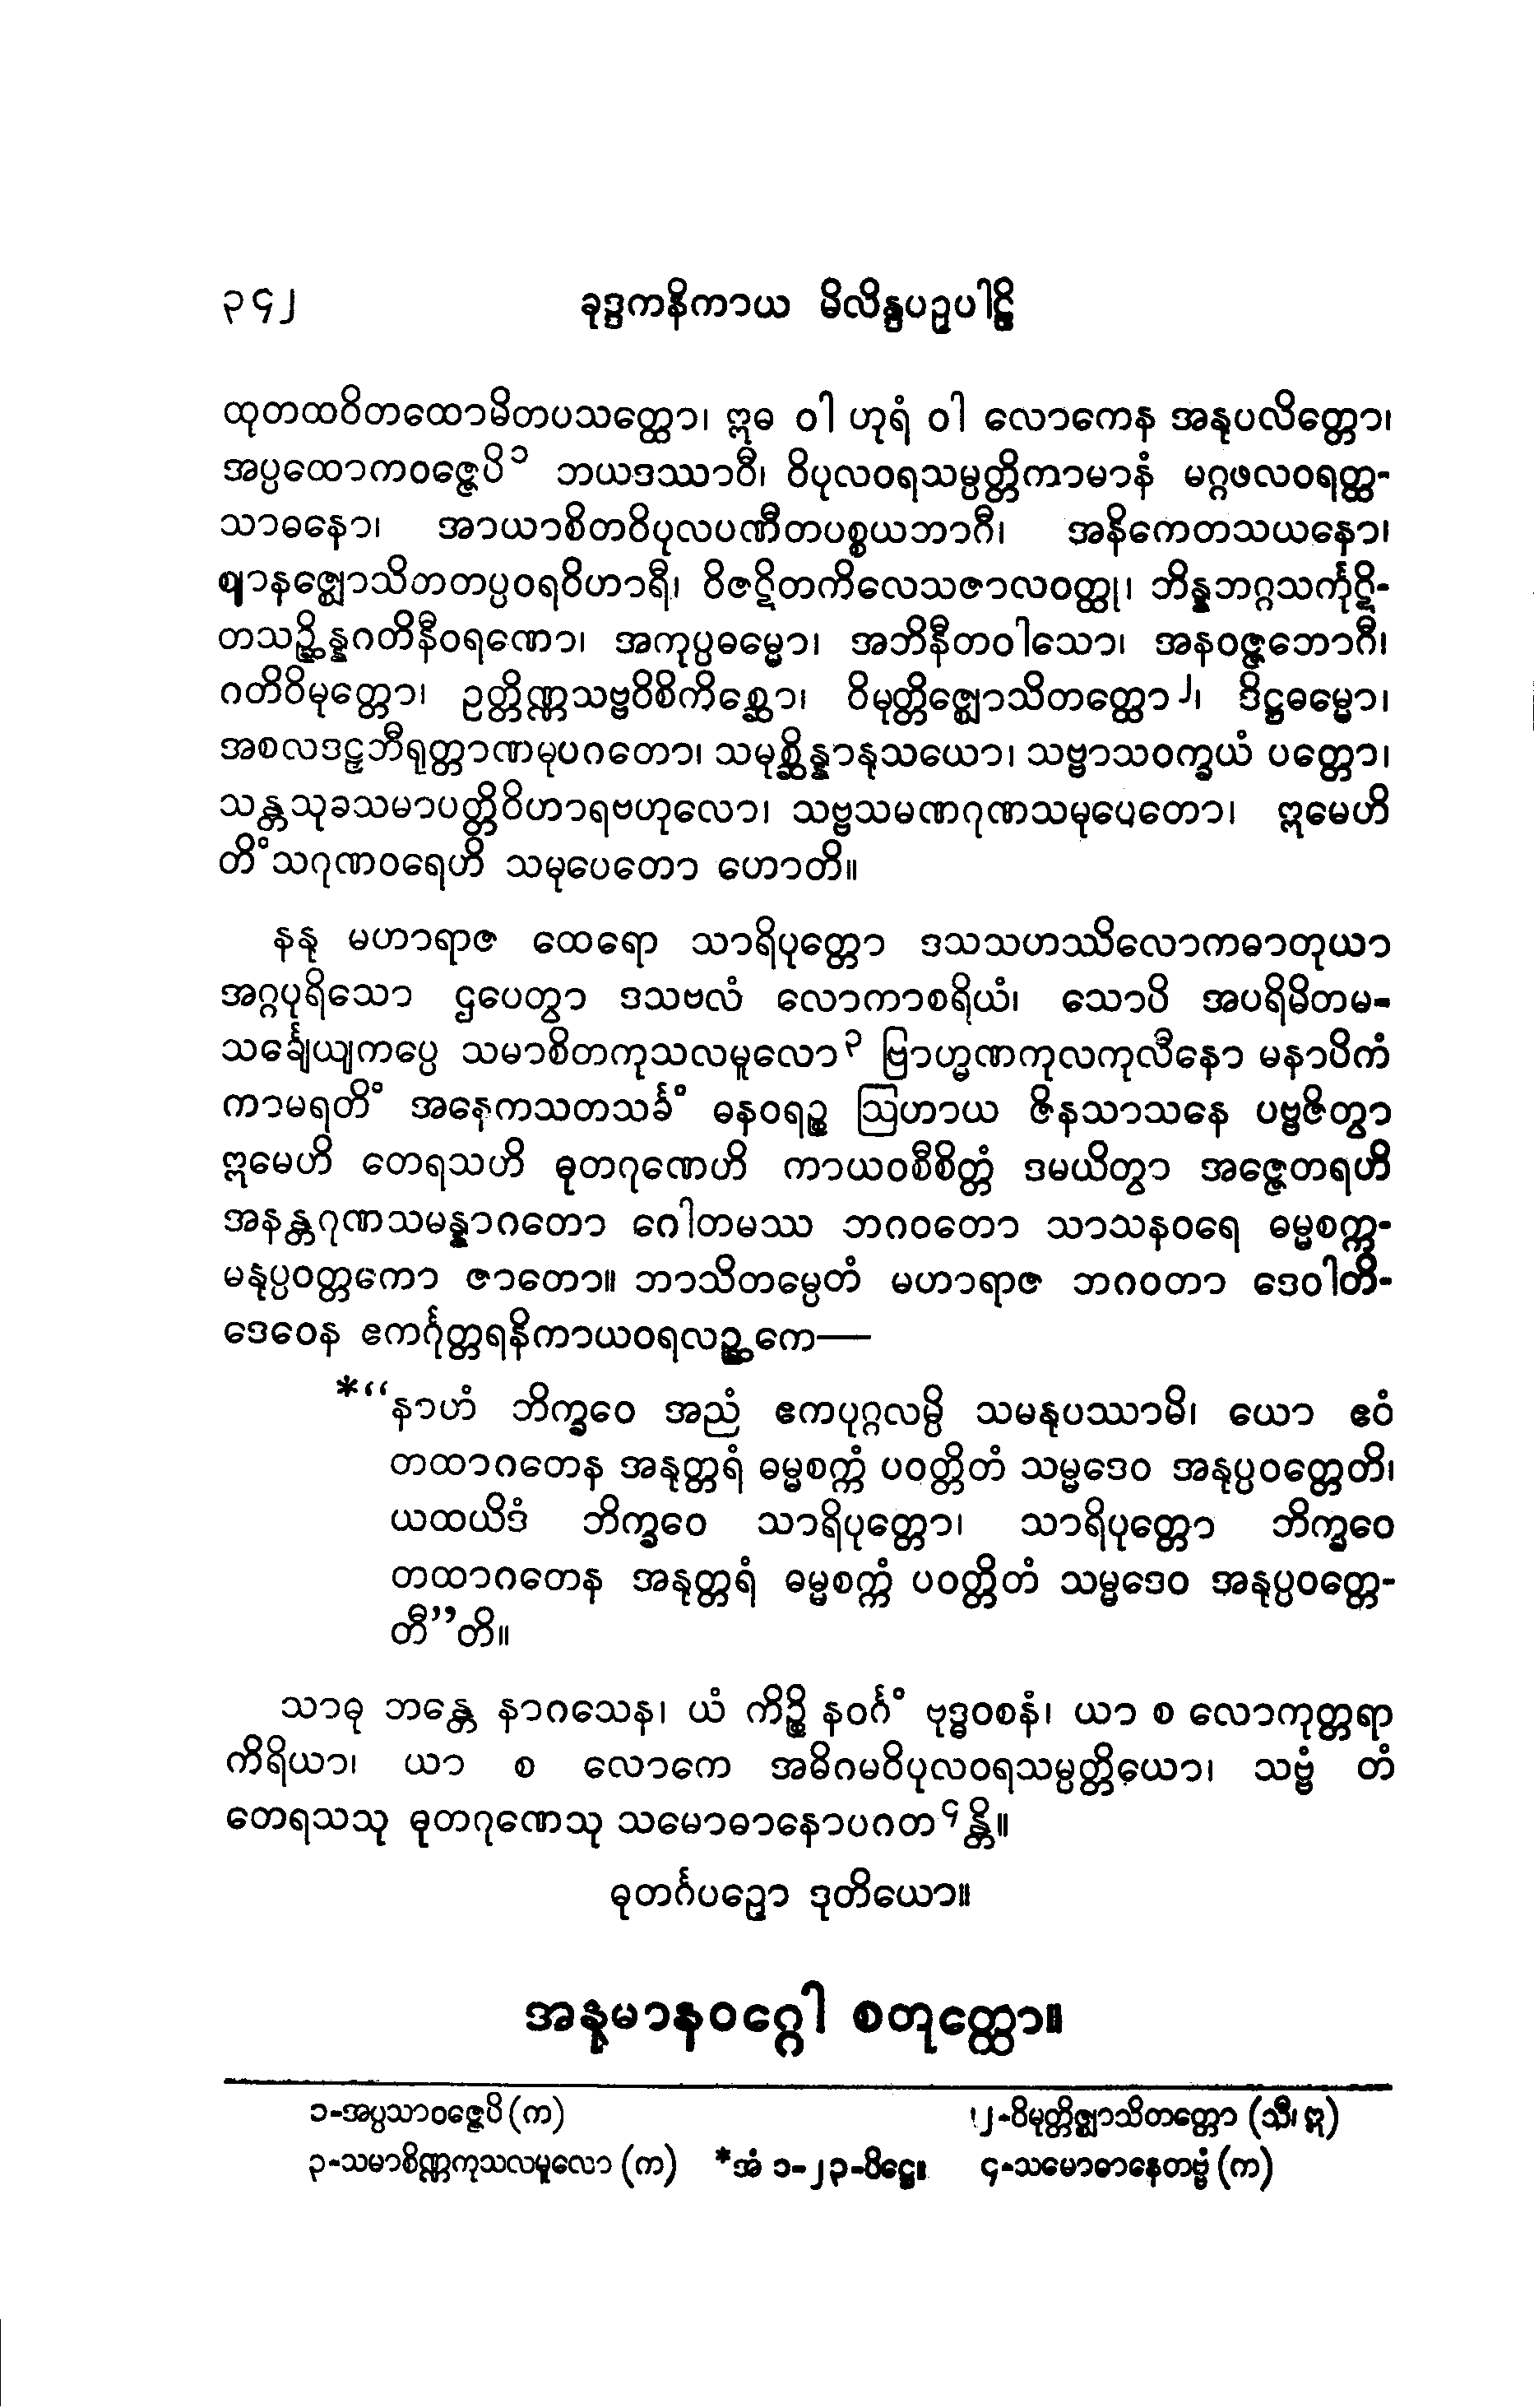 ၃၄၂ ခုဒ္ဒကနိကာယ မိလိန္ဒပဉှပါဠိ
ထုတထဝိတထောမိတပသတ္ထော၊ ဣဓ ဝါ ဟုရံ ဝါ လောကေန အနုပလိတ္တော၊
အပ္ပထောကဝဇ္ဇေပိ၁ ဘယဒဿာဝီ၊ ဝိပုလဝရသမ္ပတ္တိကာမာနံ မဂ္ဂဖလဝရတ္ထ-
သာဓနော၊ အာယာစိတဝိပုလပဏီတပစ္စယဘာဂီ၊ အနိကေတသယနော၊
ဈာနဇ္ဈောသိတတပ္ပဝရဝိဟာရီ၊ ဝိဇဋိတကိလေသဇာလဝတ္ထု၊ ဘိန္နဘဂ္ဂသင်္ကုဋိ-
တသဉ္ဆိန္နဂတိနီဝရဏော၊ အကုပ္ပဓမ္မော၊ အဘိနီတဝါသော၊ အနဝဇ္ဇဘောဂီ၊
ဂတိဝိမုတ္တော၊ ဥတ္တိဏ္ဏသဗ္ဗဝိစိကိစ္ဆော၊ ဝိမုတ္တိဇ္ဈောသိတတ္ထော၂၊ ဒိဋ္ဌဓမ္မော၊
အစလဒဠှဘီရုတ္တာဏမုပဂတော၊ သမုစ္ဆိန္နာနုသယော၊ သဗ္ဗာသဝက္ခယံ ပတ္တော၊
သန္တသုခသမာပတ္တိဝိဟာရဗဟုလော၊ သဗ္ဗသမဏဂုဏသမုပေတော၊ ဣမေဟိ
တိံသဂုဏဝရေဟိ သမုပေတော ဟောတိ။
နနု မဟာရာဇ ထေရော သာရိပုတ္တော ဒသသဟဿိလောကဓာတုယာ
အဂ္ဂပုရိသော ဌပေတွာ ဒသဗလံ လောကာစရိယံ၊ သောပိ အပရိမိတမ-
သင်္ချေယျကပ္ပေ သမာစိတကုသလမူလော၃ ဗြာဟ္မဏကုလကုလီနော မနာပိကံ
ကာမရတိံ အနေကသတသင်္ခံ ဓနဝရဉ္စ ဩဟာယ ဇိနသာသနေ ပဗ္ဗဇိတွာ
ဣမေဟိ တေရသဟိ ဓုတဂုဏေဟိ ကာယဝစီစိတ္တံ ဒမယိတွာ အဇ္ဇေတရဟိ
အနန္တဂုဏသမန္နာဂတော ဂေါတမဿ ဘဂဝတော သာသနဝရေ ဓမ္မစက္က-
မနုပ္ပဝတ္တကော ဇာတော။ ဘာသိတမ္ပေတံ မဟာရာဇ ဘဂဝတာ ဒေဝါတိ-
ဒေဝေန ဧကင်္ဂုတ္တရနိကာယဝရလဉ္ဆကေ—
*“နာဟံ ဘိက္ခဝေ အညံ ဧကပုဂ္ဂလမ္ပိ သမနုပဿာမိ၊ ယော ဧဝံ
တထာဂတေန အနုတ္တရံ ဓမ္မစက္ကံ ပဝတ္တိတံ သမ္မဒေဝ အနုပ္ပဝတ္တေတိ၊
ယထယိဒံ ဘိက္ခဝေ သာရိပုတ္တော၊ သာရိပုတ္တော ဘိက္ခဝေ
တထာဂတေန အနုတ္တရံ ဓမ္မစက္ကံ ပဝတ္တိတံ သမ္မဒေဝ အနုပ္ပဝတ္တေ-
တီ”တိ။
သာဓု ဘန္တေ နာဂသေန၊ ယံ ကိဉ္စိ နဝင်္ဂံ ဗုဒ္ဓဝစနံ၊ ယာ စ လောကုတ္တရာ
ကိရိယာ၊ ယာ စ လောကေ အဓိဂမဝိပုလဝရသမ္ပတ္တိယော၊ သဗ္ဗံ တံ
တေရသသု ဓုတဂုဏေသု သမောဓာနောပဂတ၄န္တိ။
ဓုတင်္ဂပဉှော ဒုတိယော။
အနုမာနဝဂ္ဂေါ စတုတ္ထော။
၁-အပ္ပသာဝဇ္ဇေပိ (က) ၂-ဝိမုတ္တိဇ္ဈာသိတတ္တော (သီ၊ ဣ)
၃-သမာစိဏ္ဏကုသလမူလော (က) *အံ ၁-၂၃-ပိဋ္ဌေ။ ၄-သမောဓာနေတဗ္ဗံ (က)